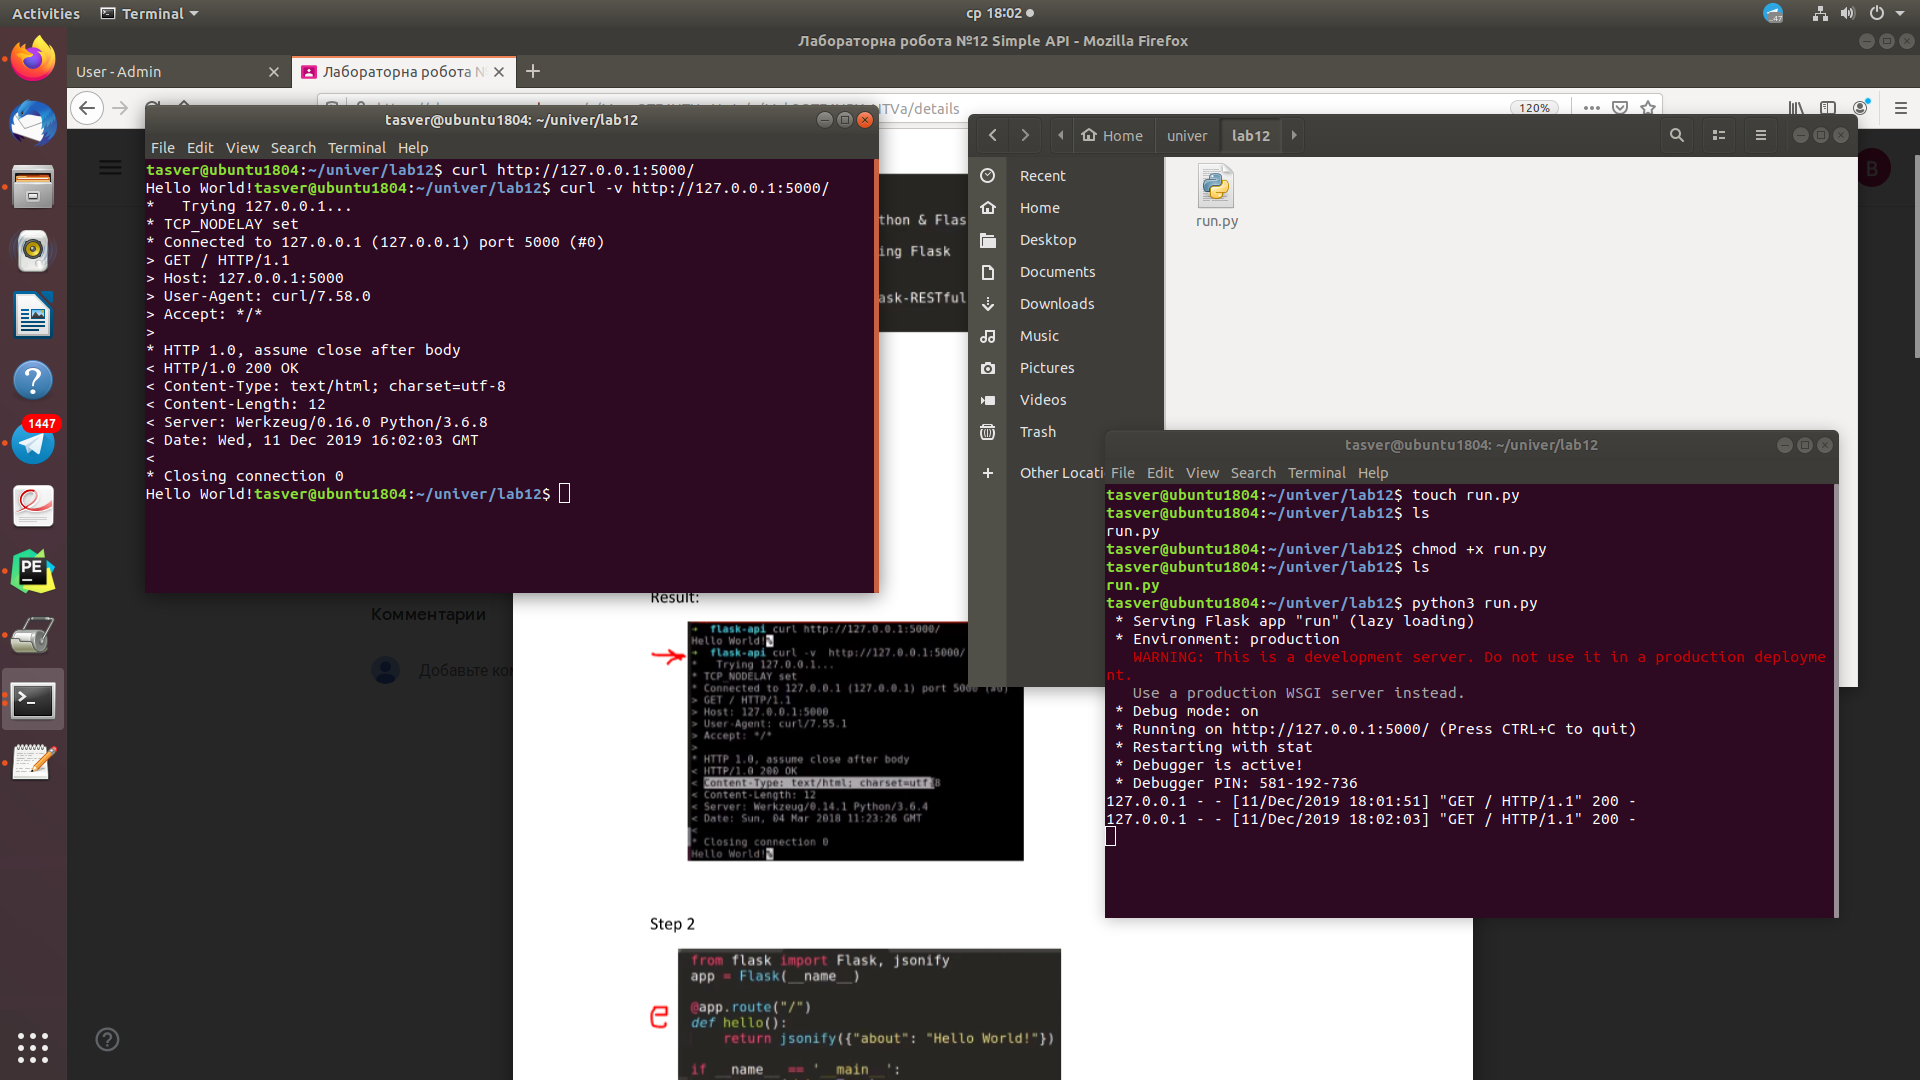 Activities
Terminal
ср 18:02
47
Лабораторна робота №12 Simple API - Mozilla Firefox
User - Admin
Лабораторна робота №
TVa/details
120%
tasver@ubuntu1804: ~/univer/lab12
File Edit View Search Terminal Help
tasver@ubuntu1804:~/univer/lab12$ curl http://127.0.0.1:5000/
Hello World!tasver@ubuntu1804:~/univer/lab12$ curl -v http://127.0.0.1:5000/
*   Trying 127.0.0.1...
* TCP_NODELAY set
* Connected to 127.0.0.1 (127.0.0.1) port 5000 (#0)
> GET / HTTP/1.1
> Host: 127.0.0.1:5000
> User-Agent: curl/7.58.0
> Accept: */*
>
* HTTP 1.0, assume close after body
< HTTP/1.0 200 OK
< Content-Type: text/html; charset=utf-8
< Content-Length: 12
< Server: Werkzeug/0.16.0 Python/3.6.8
< Date: Wed, 11 Dec 2019 16:02:03 GMT
<
* Closing connection 0
Hello World!tasver@ubuntu1804:~/univer/lab12$
Home univer lab12
Recent
Home
Desktop
Documents
Downloads
Music
Pictures
Videos
Trash
Other Locati
run.py
B
thon & Flas
ing Flask
ask-RESTful
1447
PE
Комментарии
Добавьте ко
Result:
flask-api curl http://127.0.0.1:5000/
Hello World!%
flask-api curl -v  http://127.0.0.1:5000/
*   Trying 127.0.0.1...
* TCP_NODELAY set
* Connected to 127.0.0.1 (127.0.0.1) port 5000 (#0)
> GET / HTTP/1.1
> Host: 127.0.0.1:5000
> User-Agent: curl/7.55.1
> Accept: */*
>
* HTTP 1.0, assume close after body
< HTTP/1.0 200 OK
< Content-Type: text/html; charset=utf-8
< Content-Length: 12
< Server: Werkzeug/0.14.1 Python/3.6.4
< Date: Sun, 04 Mar 2018 11:23:26 GMT
<
* Closing connection 0
Hello World!%
Step 2
from flask import Flask, jsonify
app = Flask(__name__)
@app.route("/")
def hello():
    return jsonify({"about": "Hello World!"})
if __name__ == '__main__':
tasver@ubuntu1804: ~/univer/lab12
File Edit View Search Terminal Help
tasver@ubuntu1804:~/univer/lab12$ touch run.py
tasver@ubuntu1804:~/univer/lab12$ ls
run.py
tasver@ubuntu1804:~/univer/lab12$ chmod +x run.py
tasver@ubuntu1804:~/univer/lab12$ ls
run.py
tasver@ubuntu1804:~/univer/lab12$ python3 run.py
 * Serving Flask app "run" (lazy loading)
 * Environment: production
   WARNING: This is a development server. Do not use it in a production deployme
nt.
   Use a production WSGI server instead.
 * Debug mode: on
 * Running on http://127.0.0.1:5000/ (Press CTRL+C to quit)
 * Restarting with stat
 * Debugger is active!
 * Debugger PIN: 581-192-736
127.0.0.1 - - [11/Dec/2019 18:01:51] "GET / HTTP/1.1" 200 -
127.0.0.1 - - [11/Dec/2019 18:02:03] "GET / HTTP/1.1" 200 -